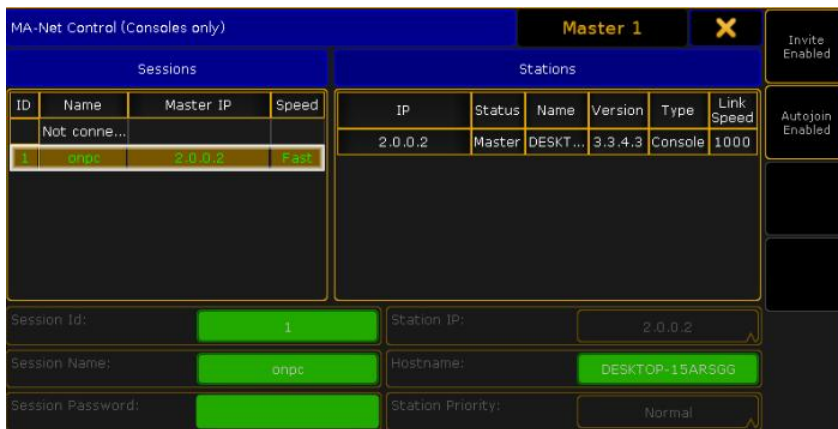 MA-Net Control (Consoles only)
Master 1
Invite
Enabled
Sessions
Stations
Autojoin
Enabled
ID Name Master IP Speed
Not conne...
1 onpc 2.0.0.2 Fast
IP Status Name Version Type Link Speed
2.0.0.2 Master DESKT... 3.3.4.3 Console 1000
Session Id: 1
Station IP: 2.0.0.2
Session Name: onpc
Hostname: DESKTOP-15ARSGG
Session Password:
Station Priority: Normal